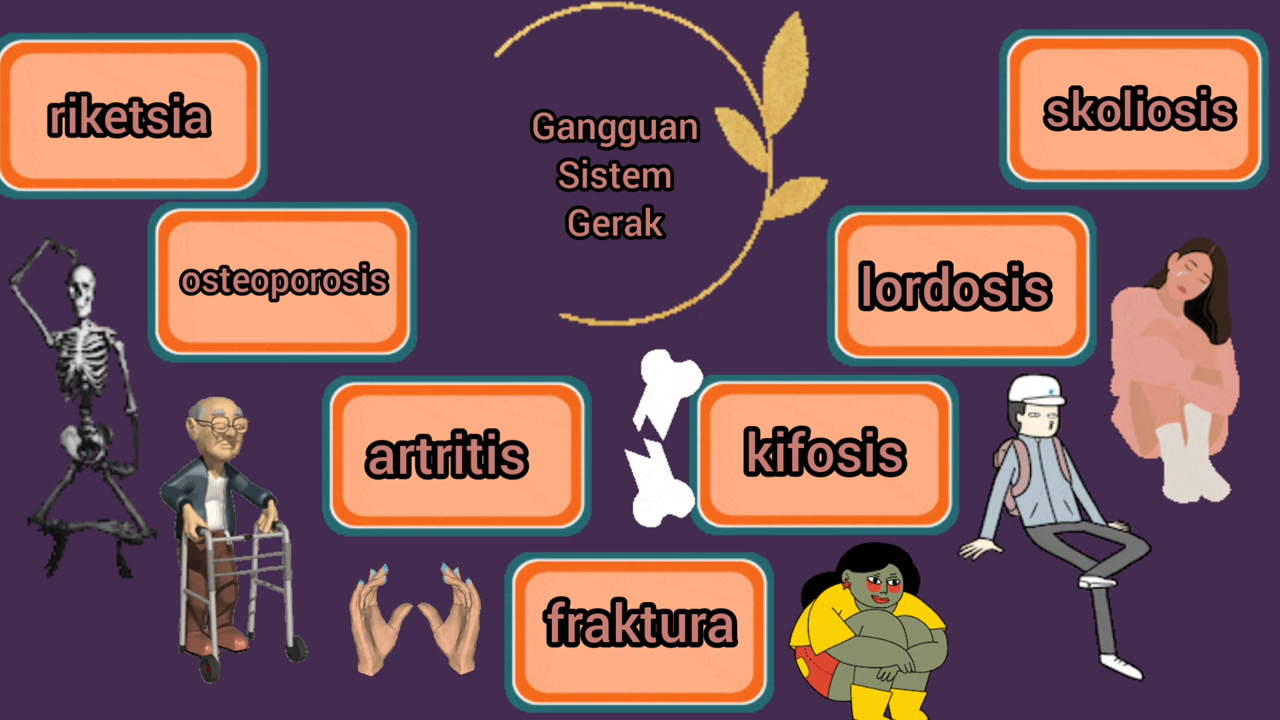 Gangguan
Sistem
Gerak
riketsia
skoliosis
osteoporosis
lordosis
artritis
kifosis
fraktura